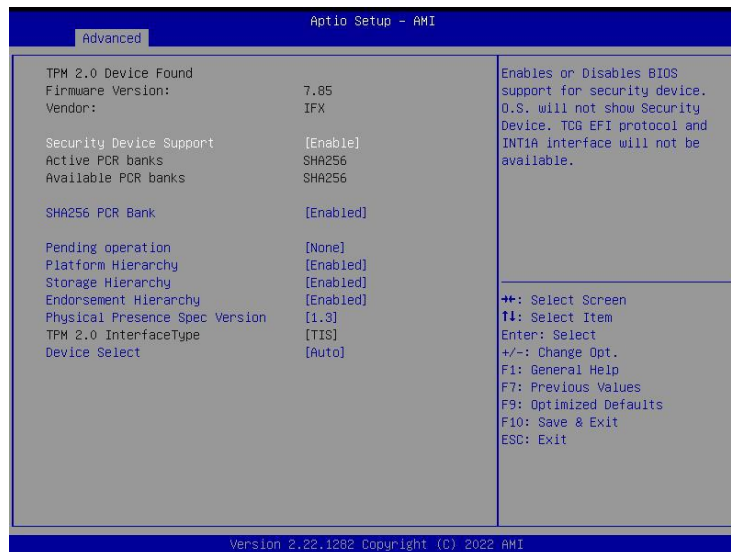 Aptio Setup - AMI
Advanced
TPM 2.0 Device Found
Firmware Version: 7.85
Vendor: IFX
Security Device Support [Enable]
Active PCR banks SHA256
Available PCR banks SHA256
SHA256 PCR Bank [Enabled]
Pending operation [None]
Platform Hierarchy [Enabled]
Storage Hierarchy [Enabled]
Endorsement Hierarchy [Enabled]
Physical Presence Spec Version [1.3]
TPM 2.0 InterfaceType [TIS]
Device Select [Auto]
Enables or Disables BIOS
support for security device.
O.S. will not show Security
Device. TCG EFI protocol and
INT1A interface will not be
available.
→←: Select Screen
↑↓: Select Item
Enter: Select
+/-: Change Opt.
F1: General Help
F7: Previous Values
F9: Optimized Defaults
F10: Save & Exit
ESC: Exit
Version 2.22.1282 Copyright (C) 2022 AMI